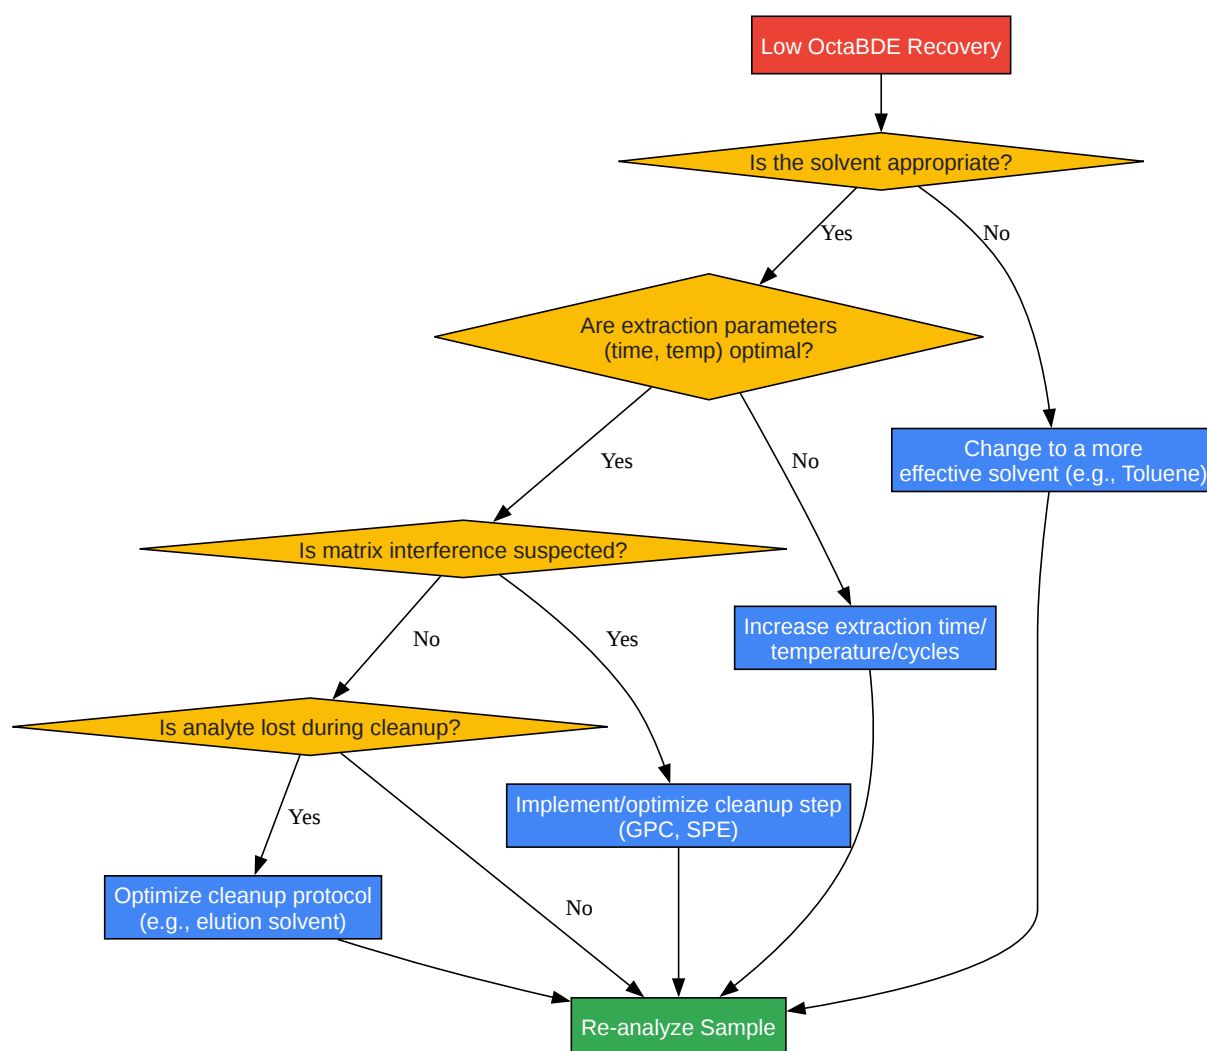 Low OctaBDE Recovery
Is the solvent appropriate?
Yes
No
Are extraction parameters
(time, temp) optimal?
Change to a more
effective solvent (e.g., Toluene)
Yes
No
Is matrix interference suspected?
Increase extraction time/
temperature/cycles
No
Yes
Is analyte lost during cleanup?
Implement/optimize cleanup step
(GPC, SPE)
Yes
No
Optimize cleanup protocol
(e.g., elution solvent)
Re-analyze Sample